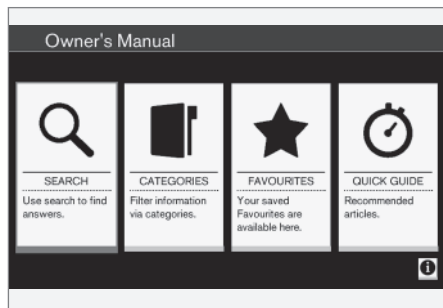 Owner's Manual
SEARCH
Use search to find
answers.
CATEGORIES
Filter information
via categories.
FAVOURITES
Your saved
Favourites are
available here.
QUICK GUIDE
Recommended
articles.
i